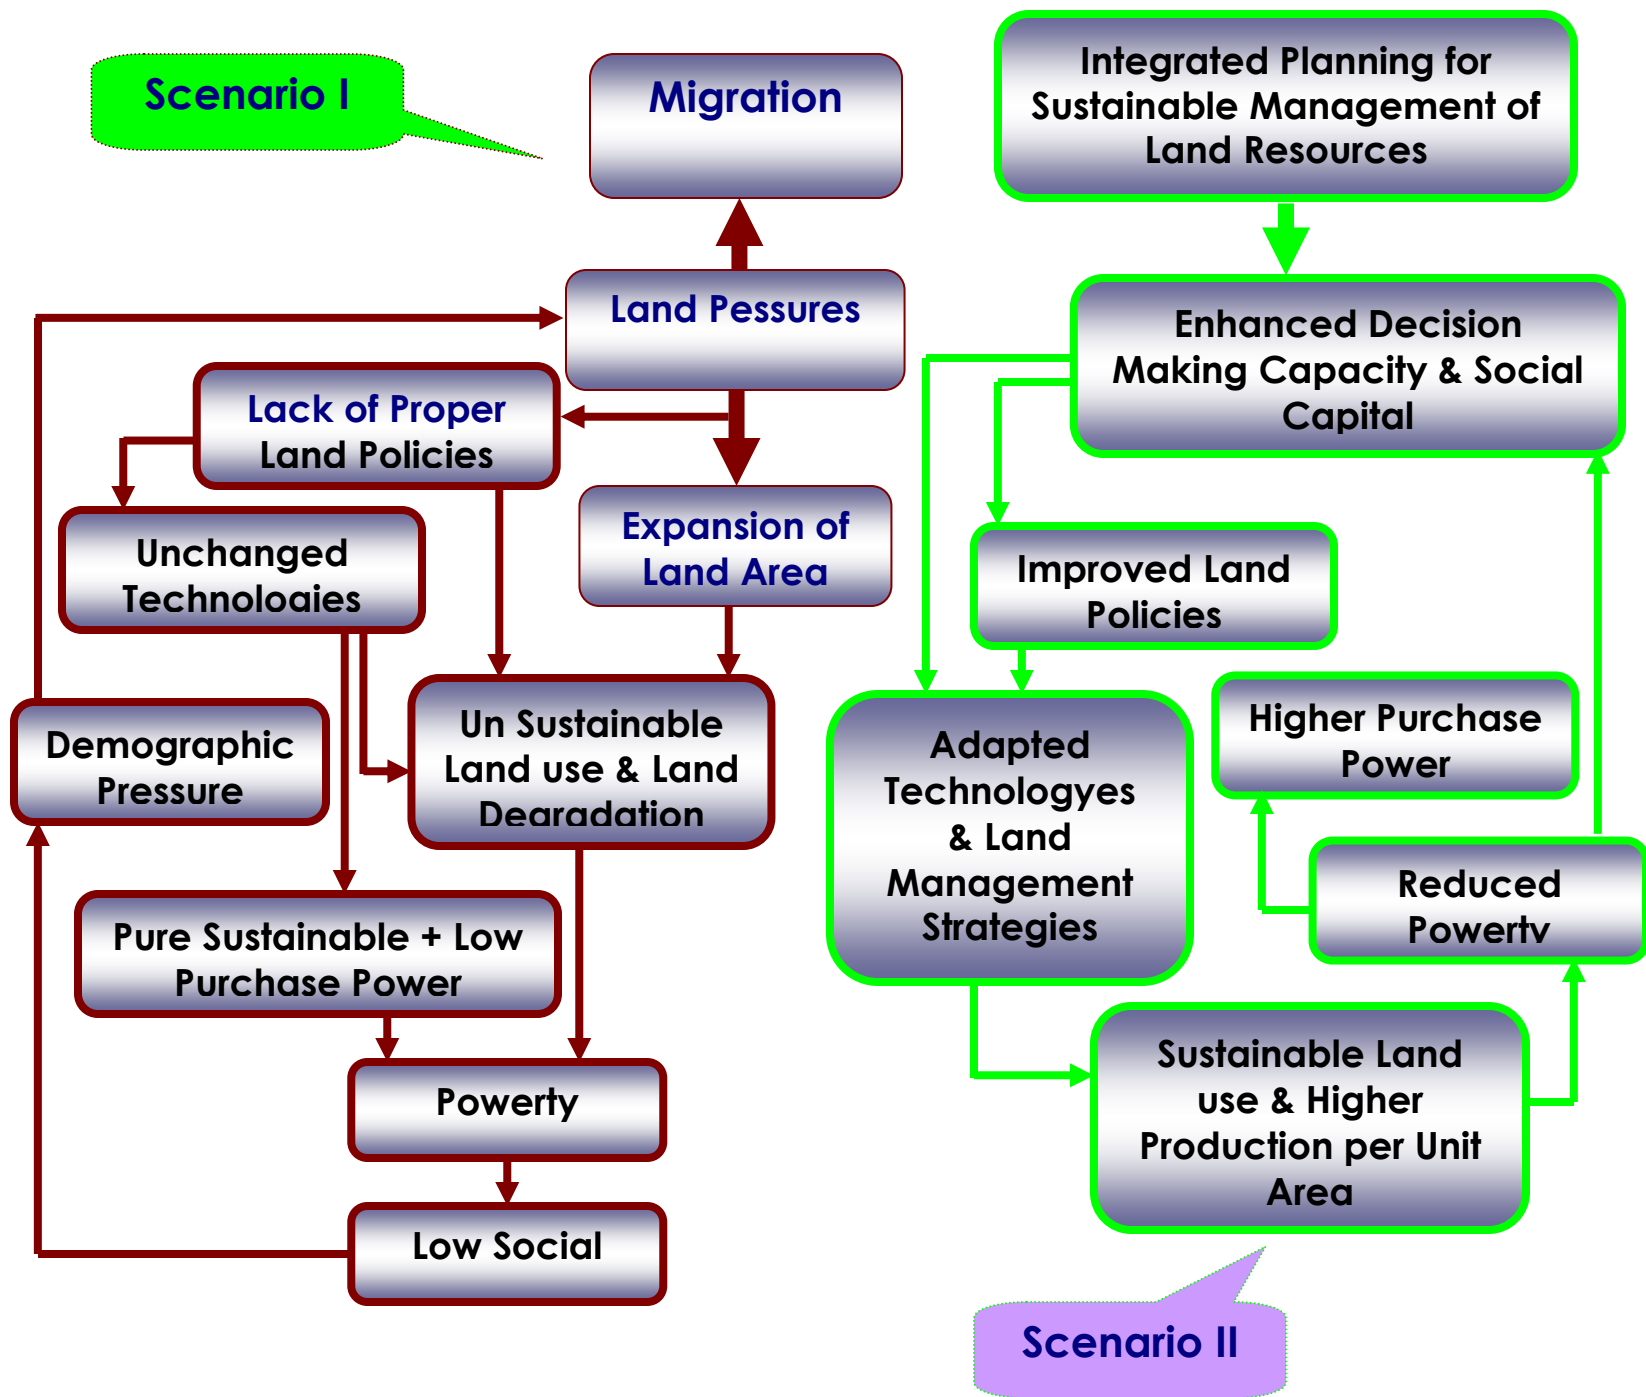 Scenario I
Migration
Land Pessures
Lack of Proper
Land Policies
Expansion of
Land Area
Unchanged
Technologies
Demographic
Pressure
Un Sustainable
Land use & Land
Degradation
Pure Sustainable + Low
Purchase Power
Powerty
Low Social
Integrated Planning for
Sustainable Management of
Land Resources
Enhanced Decision
Making Capacity & Social
Capital
Improved Land
Policies
Higher Purchase
Power
Adapted
Technologyes
& Land
Management
Strategies
Reduced
Powerty
Sustainable Land
use & Higher
Production per Unit
Area
Scenario II